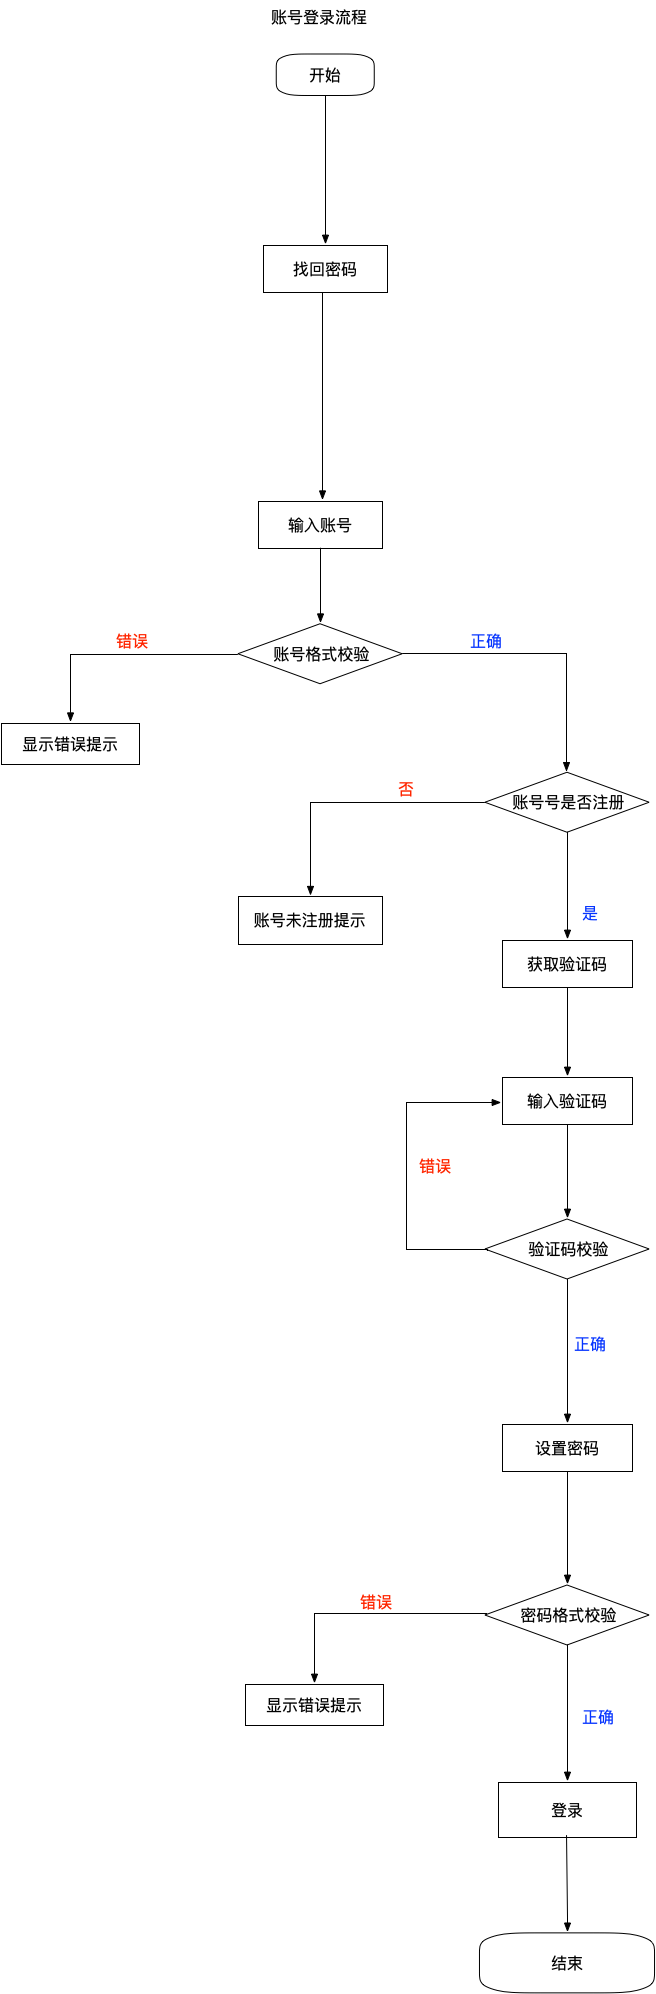 账号登录流程
开始
找回密码
输入账号
错误
正确
账号格式校验
显示错误提示
否
账号号是否注册
是
账号未注册提示
获取验证码
输入验证码
错误
验证码校验
正确
设置密码
错误
密码格式校验
显示错误提示
正确
登录
结束